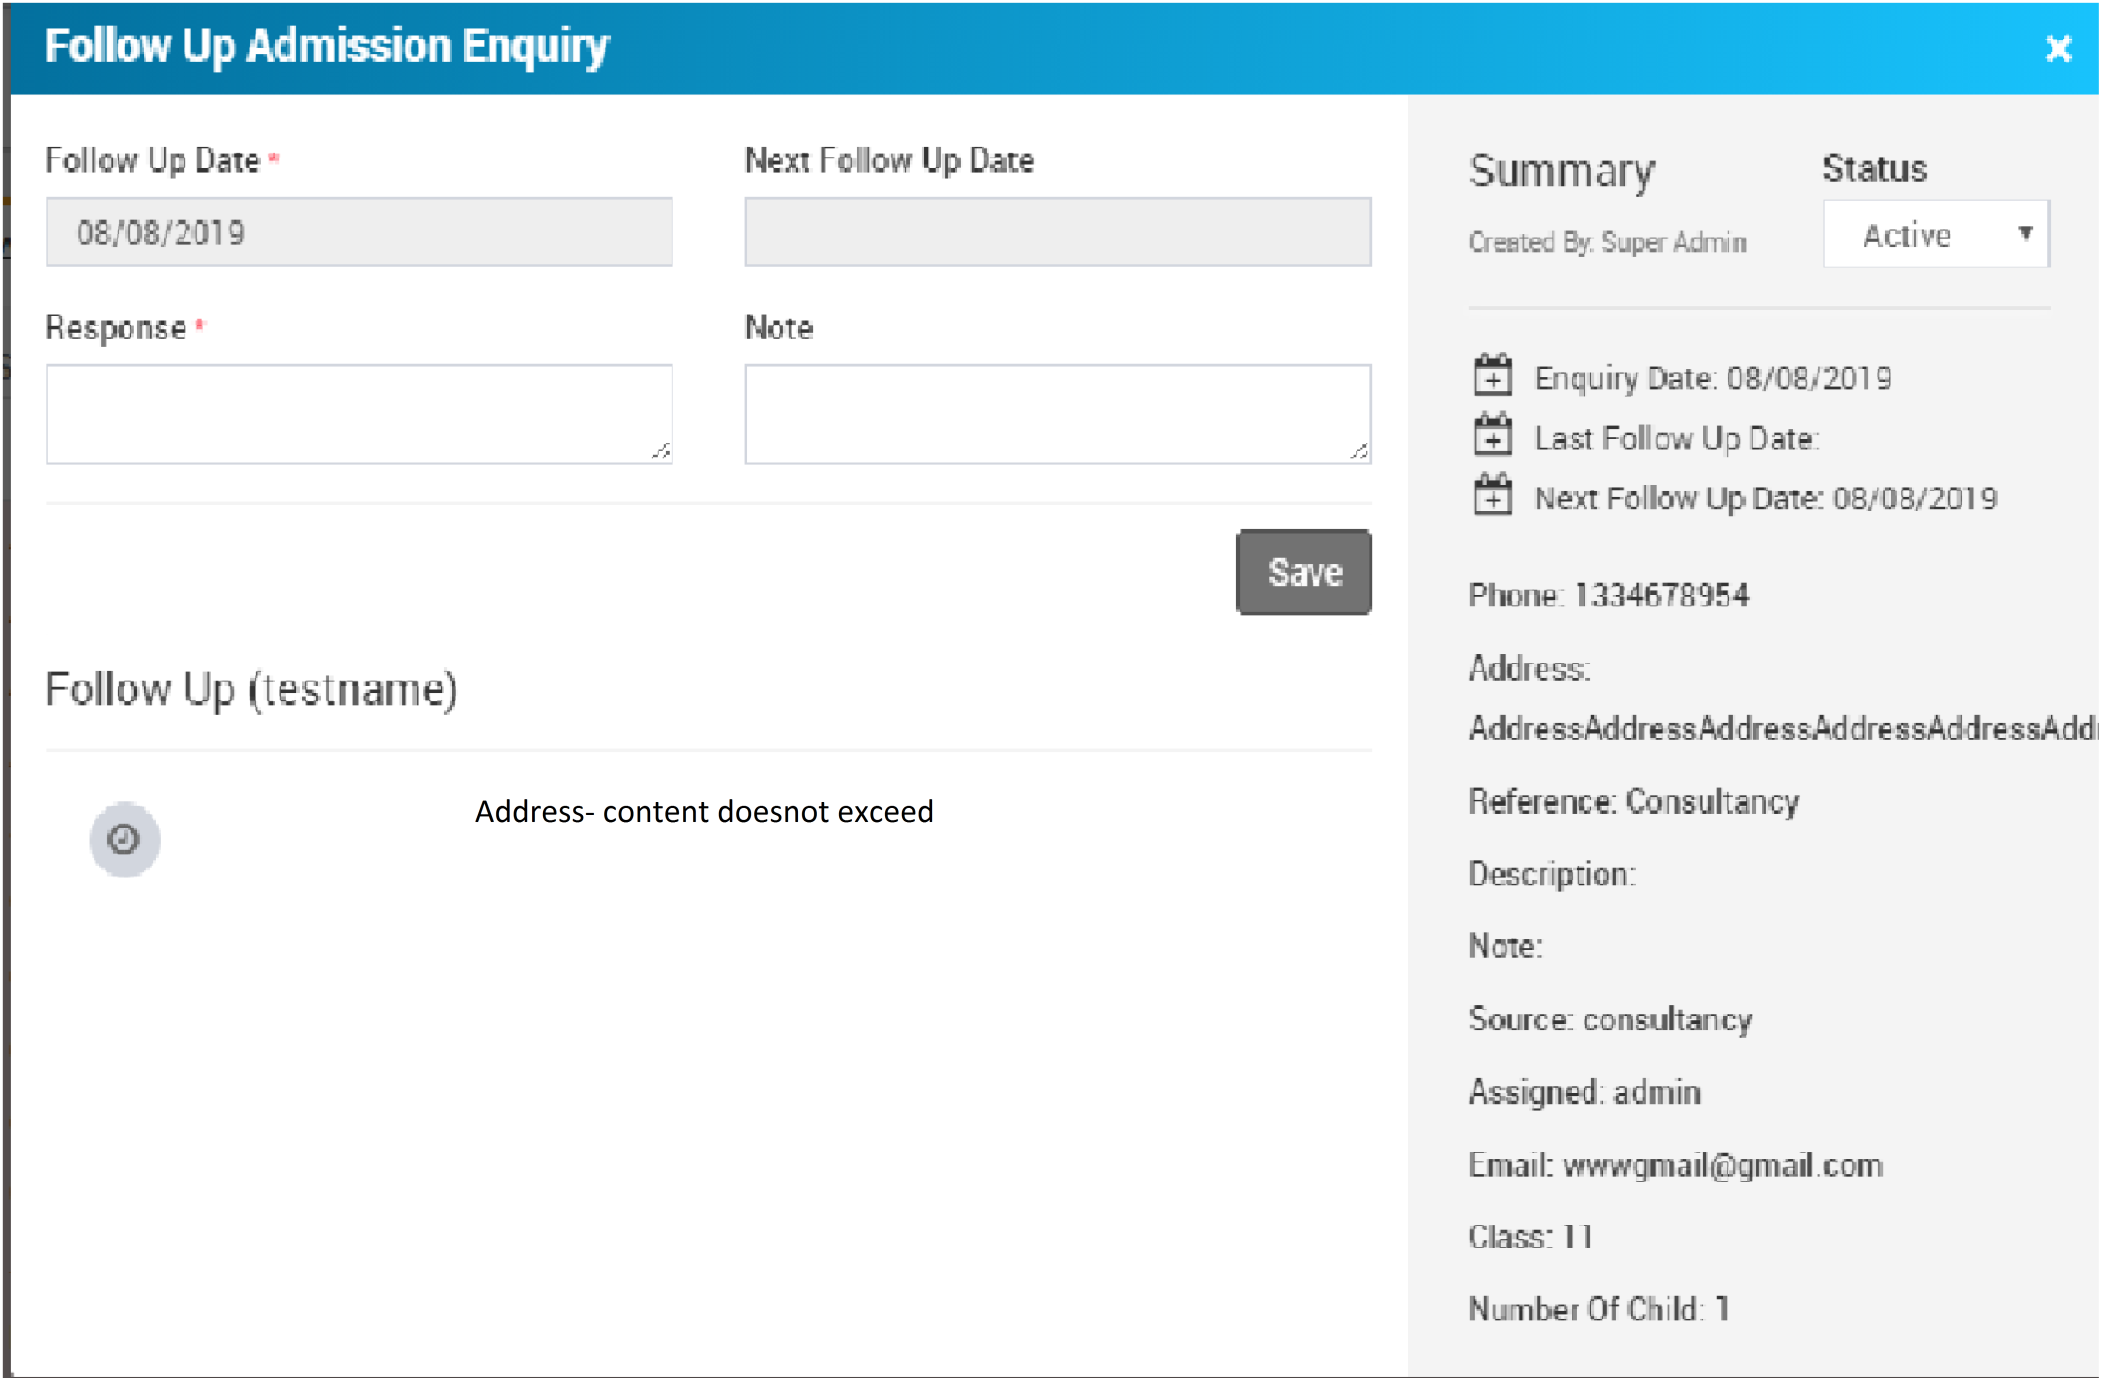 Follow Up Admission Enquiry
Follow Up Date *
Next Follow Up Date
08/08/2019
Response *
Note
Save
Follow Up (testname)
Address- content doesnot exceed
Summary
Status
Created By: Super Admin
Active
Enquiry Date: 08/08/2019
Last Follow Up Date:
Next Follow Up Date: 08/08/2019
Phone: 1334678954
Address:
AddressAddressAddressAddressAddressAddr
Reference: Consultancy
Description:
Note:
Source: consultancy
Assigned: admin
Email: wwwgmail@gmail.com
Class: 11
Number Of Child: 1